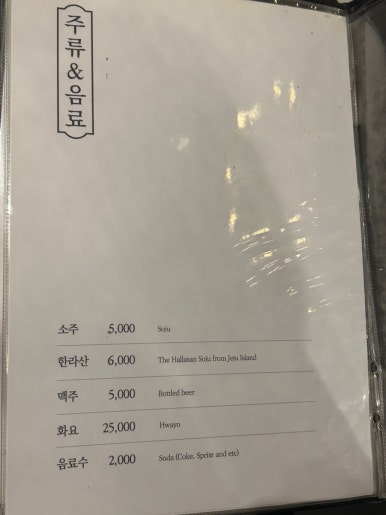 주류&음료
소주 5,000 Soju
한라산 6,000 The Hallasan Soju from Jeju Island
맥주 5,000 Bottled beer
화요 25,000 Hwayo
음료수 2,000 Soda (Coke, Sprite and etc)